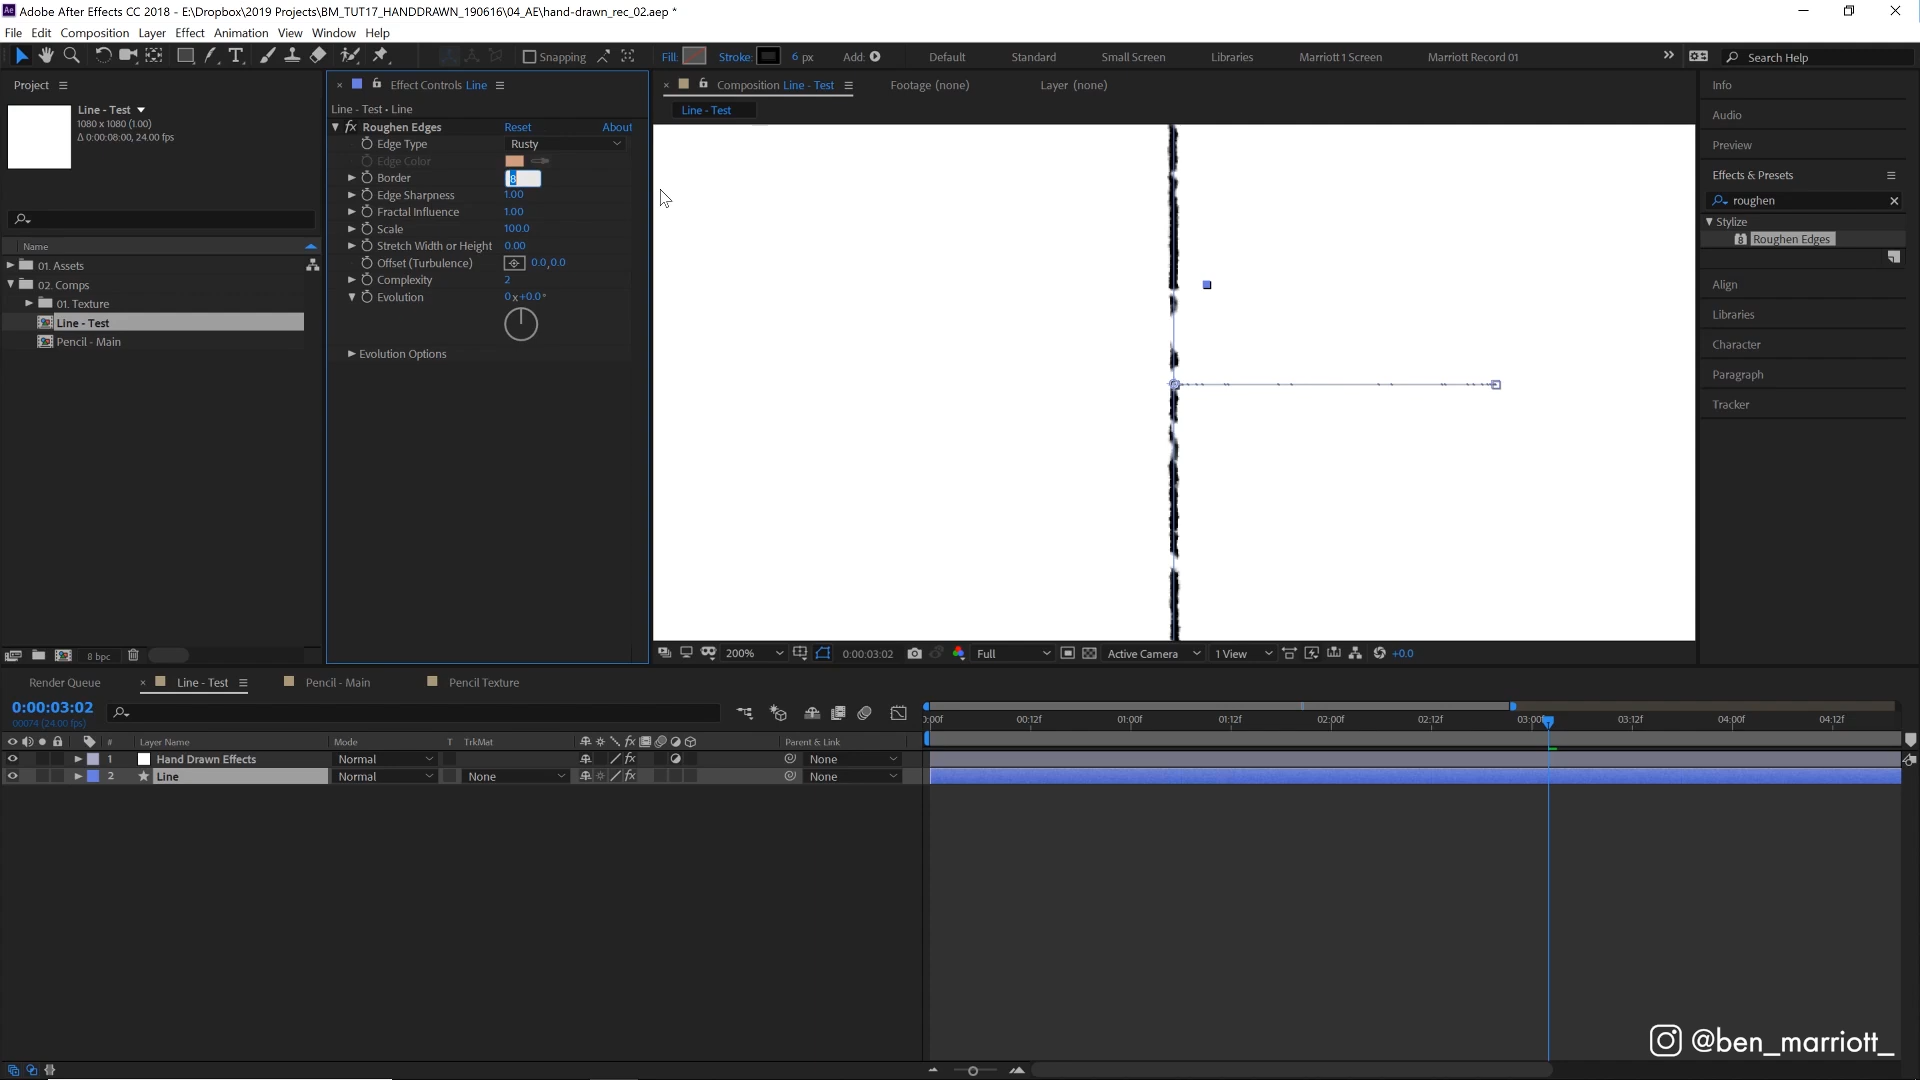 Adobe After Effects CC 2018 - E:\Dropbox\2019 Projects\BM_TUT17_HANDDRAWN_190616\04_AE\hand-drawn_rec_02.aep *
File Edit Composition Layer Effect Animation View Window Help
Snapping Fill: Stroke: 6 px Add: Default Standard Small Screen Libraries Marriott 1 Screen Marriott Record 01 Search Help
Project
Line - Test
1080 x 1080 (1.00)
Δ 0:00:08:00, 24.00 fps
Name
01. Assets
02. Comps
01. Texture
Line - Test
Pencil - Main
8 bpc
Effect Controls Line
Line - Test • Line
fx Roughen Edges Reset About
Edge Type Rusty
Edge Color
Border 8
Edge Sharpness 1.00
Fractal Influence 1.00
Scale 100.0
Stretch Width or Height 0.00
Offset (Turbulence) 0.0,0.0
Complexity 2
Evolution 0x+0.0°
Evolution Options
Composition Line - Test Footage (none) Layer (none)
Line - Test
200% 0:00:03:02 Full Active Camera 1 View +0.0
Info
Audio
Preview
Effects & Presets
roughen
Stylize
8 Roughen Edges
Align
Libraries
Character
Paragraph
Tracker
Render Queue Line - Test Pencil - Main Pencil Texture
0:00:03:02
00074 (24.00 fps)
# Layer Name Mode T TrkMat fx Parent & Link
1 Hand Drawn Effects Normal fx None
2 Line Normal None fx None
0:00f 00:12f 01:00f 01:12f 02:00f 02:12f 03:00f 03:12f 04:00f 04:12f
@ben_marriott_